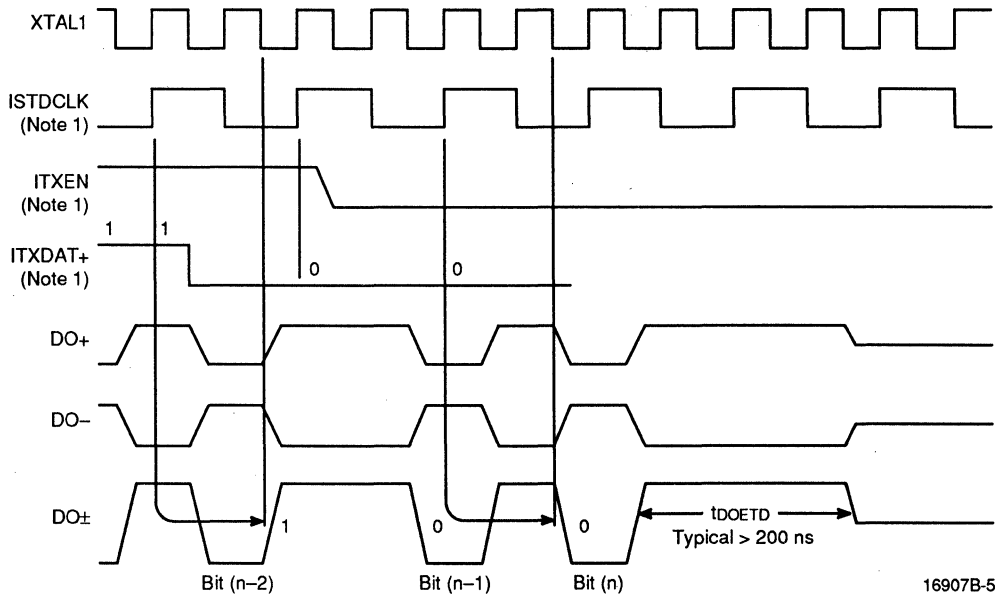 XTAL1
ISTDCLK
(Note 1)
ITXEN
(Note 1)
1 1
ITXDAT+
(Note 1)
0 0
DO+
DO−
DO±
1 0 0
tDOETD
Typical > 200 ns
Bit (n−2) Bit (n−1) Bit (n)
16907B-5